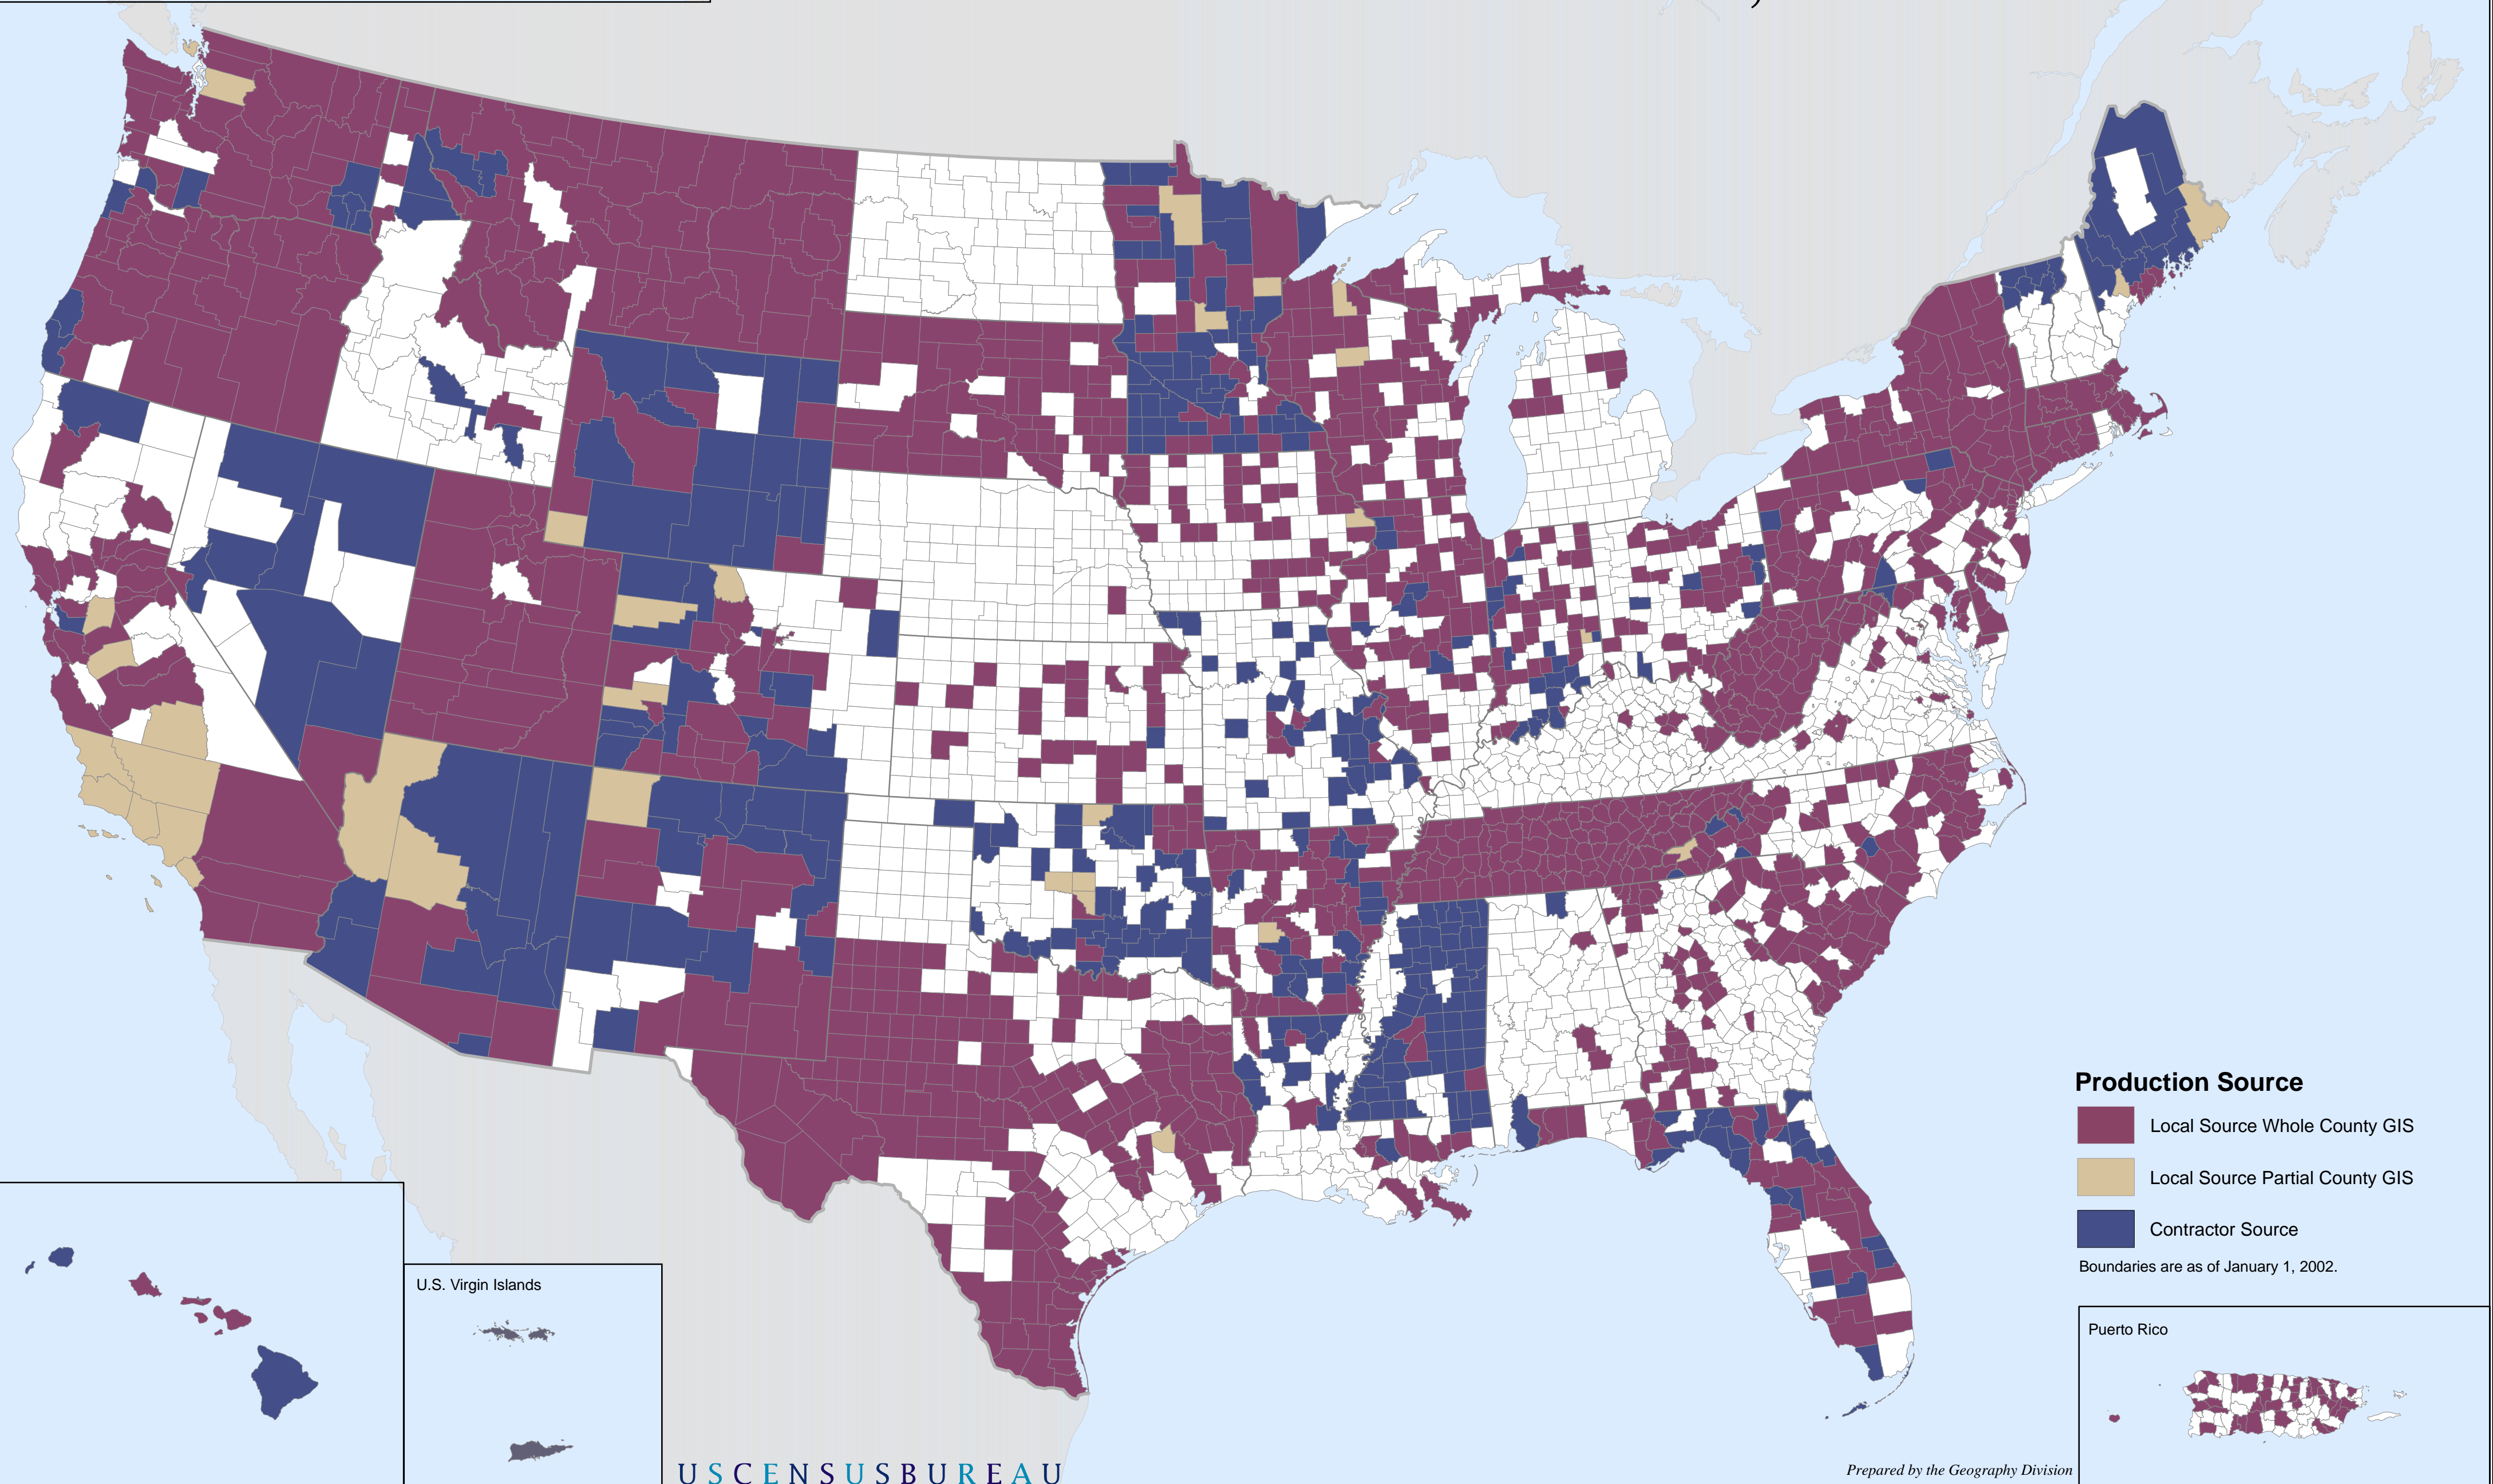 Production Source
Local Source Whole County GIS
Local Source Partial County GIS
Contractor Source
Boundaries are as of January 1, 2002.
U.S. Virgin Islands
Puerto Rico
USCENSUSBUREAU
Prepared by the Geography Division